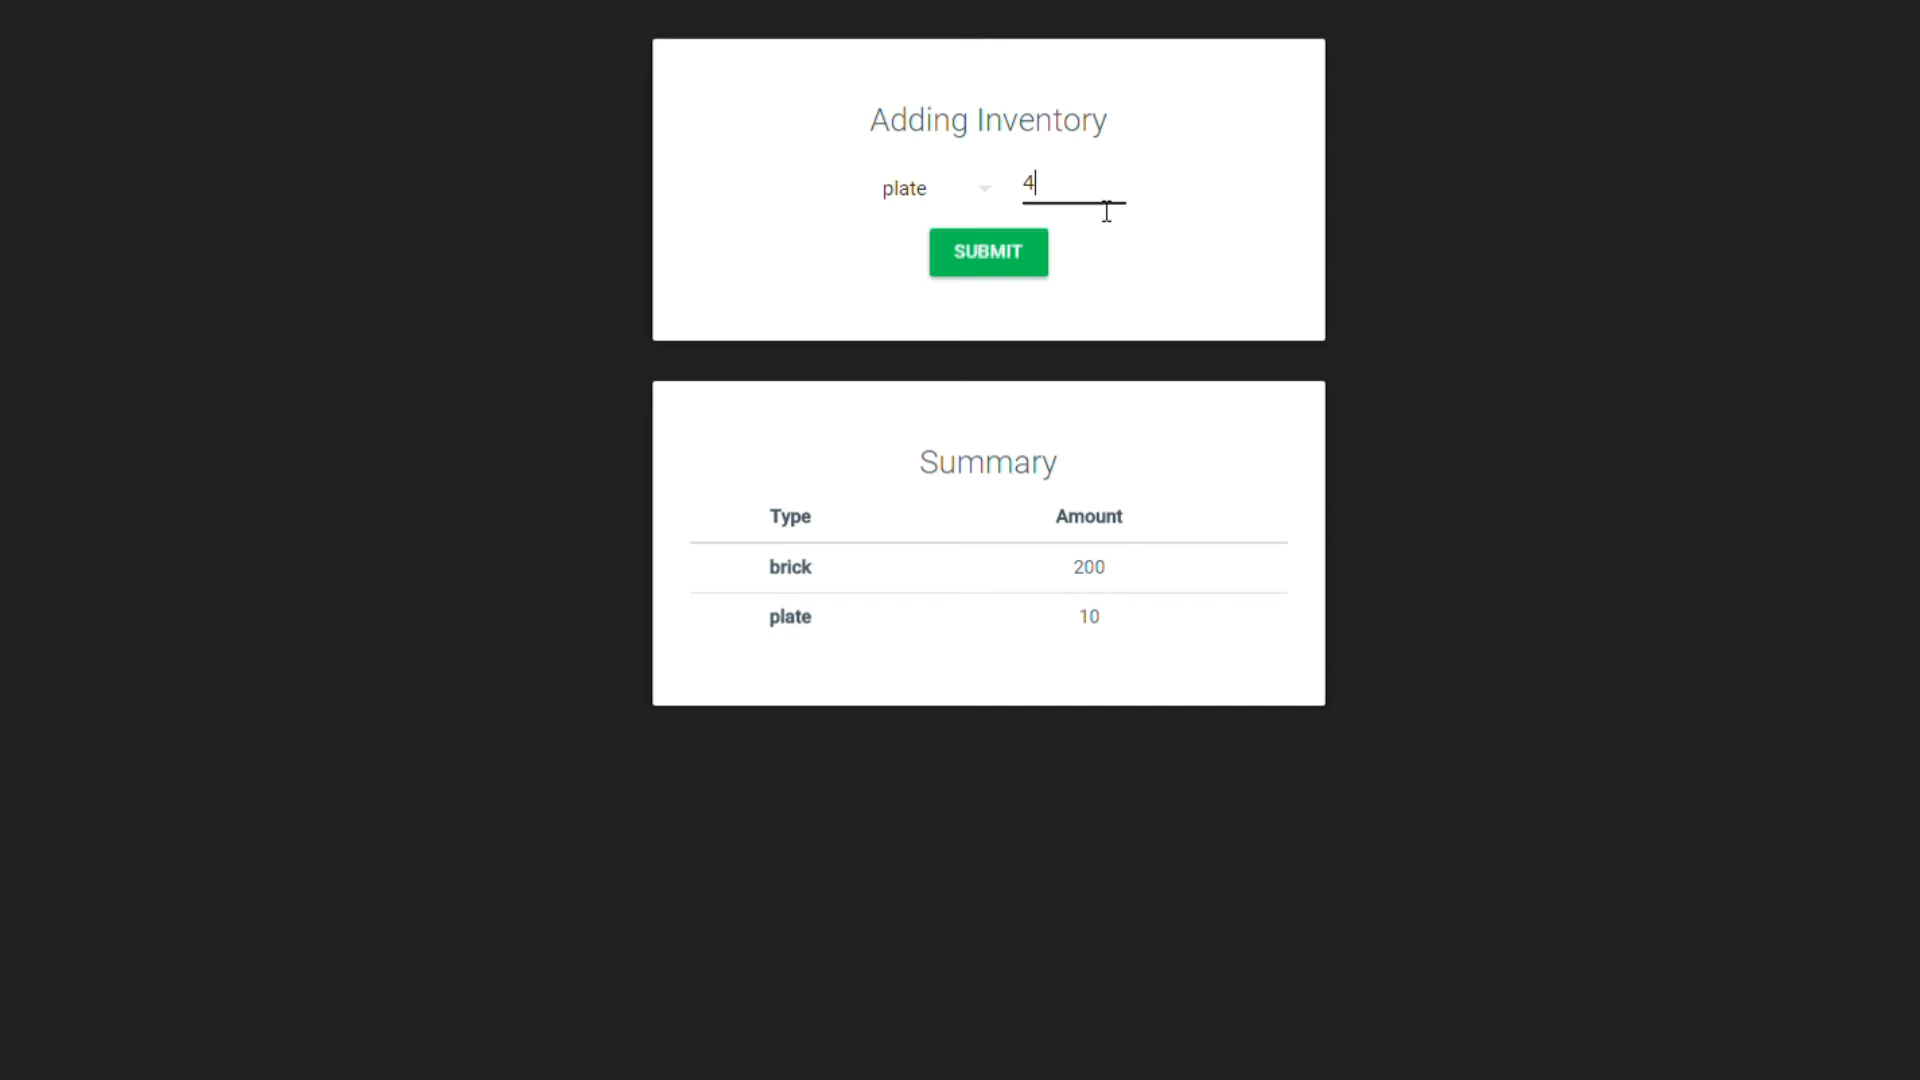 Adding Inventory
plate 4
SUBMIT
Summary
Type Amount
brick 200
plate 10